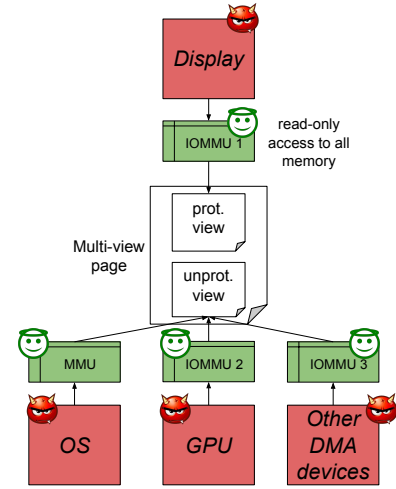 Display
IOMMU 1
read-only
access to all
memory
prot.
view
Multi-view
page
unprot.
view
MMU
IOMMU 2
IOMMU 3
OS
GPU
Other
DMA
devices